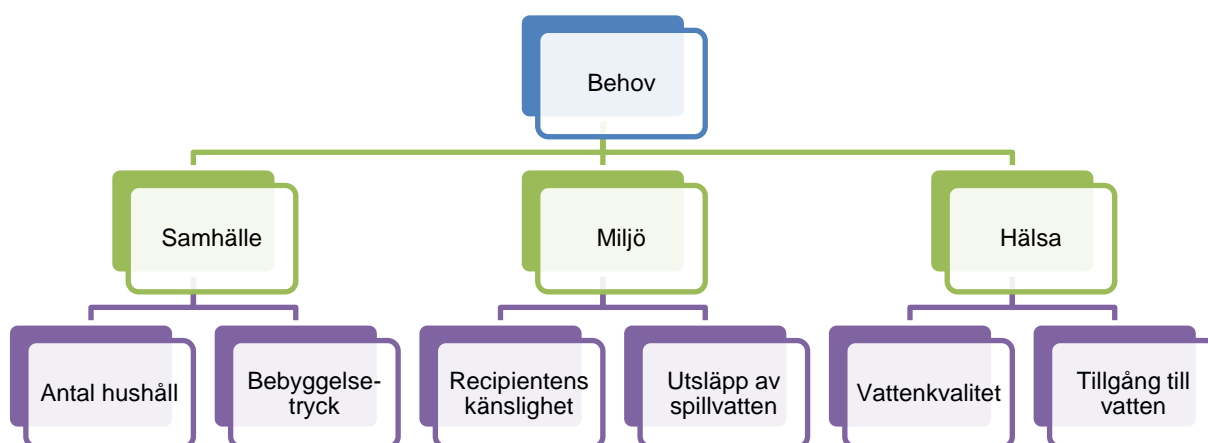 Behov
Samhälle
Miljö
Hälsa
Antal hushåll
Bebyggelse-
tryck
Recipientens
känslighet
Utsläpp av
spillvatten
Vattenkvalitet
Tillgång till
vatten